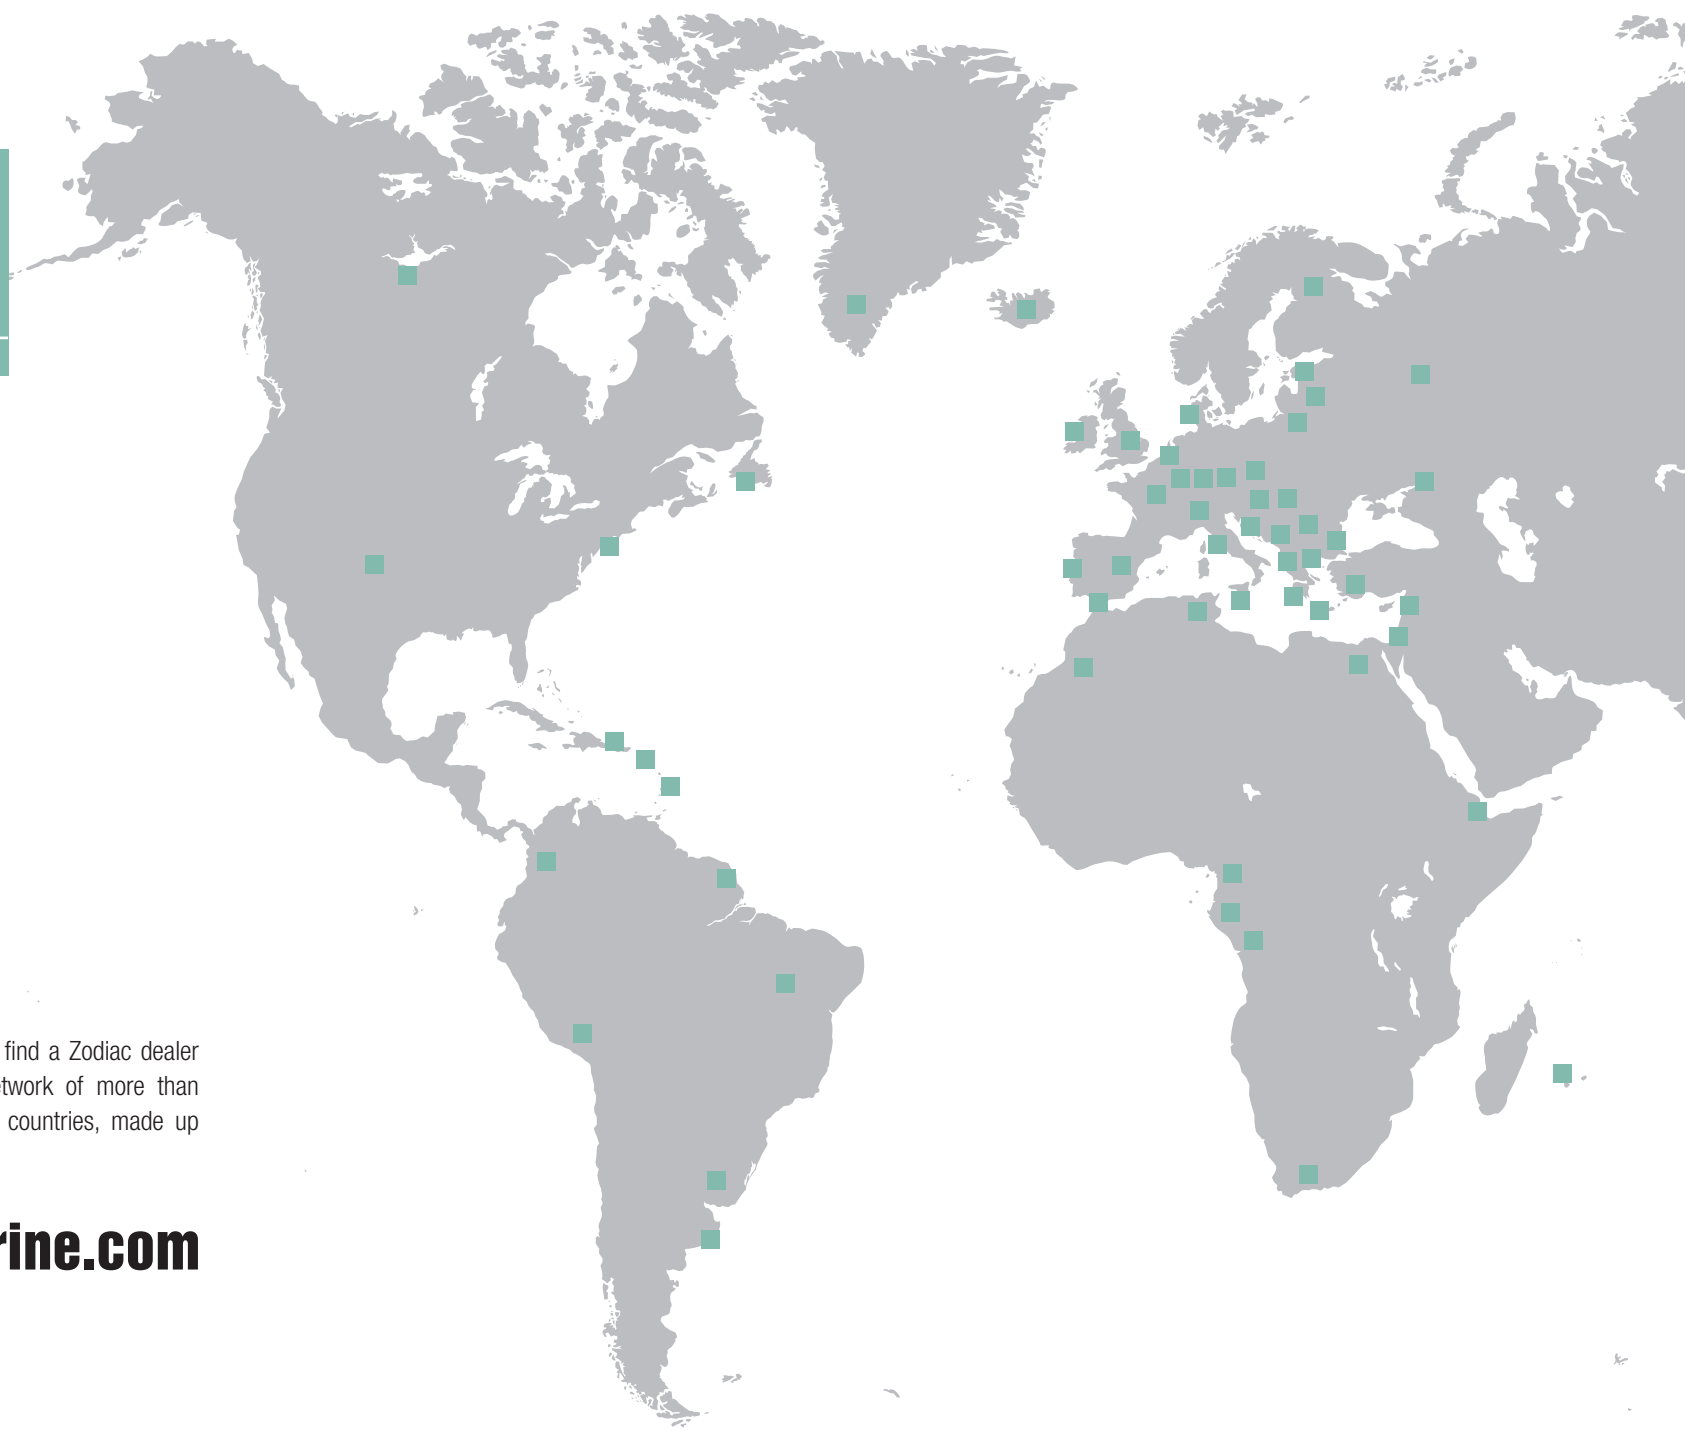 find a Zodiac dealer
twork of more than
countries, made up
rine.com